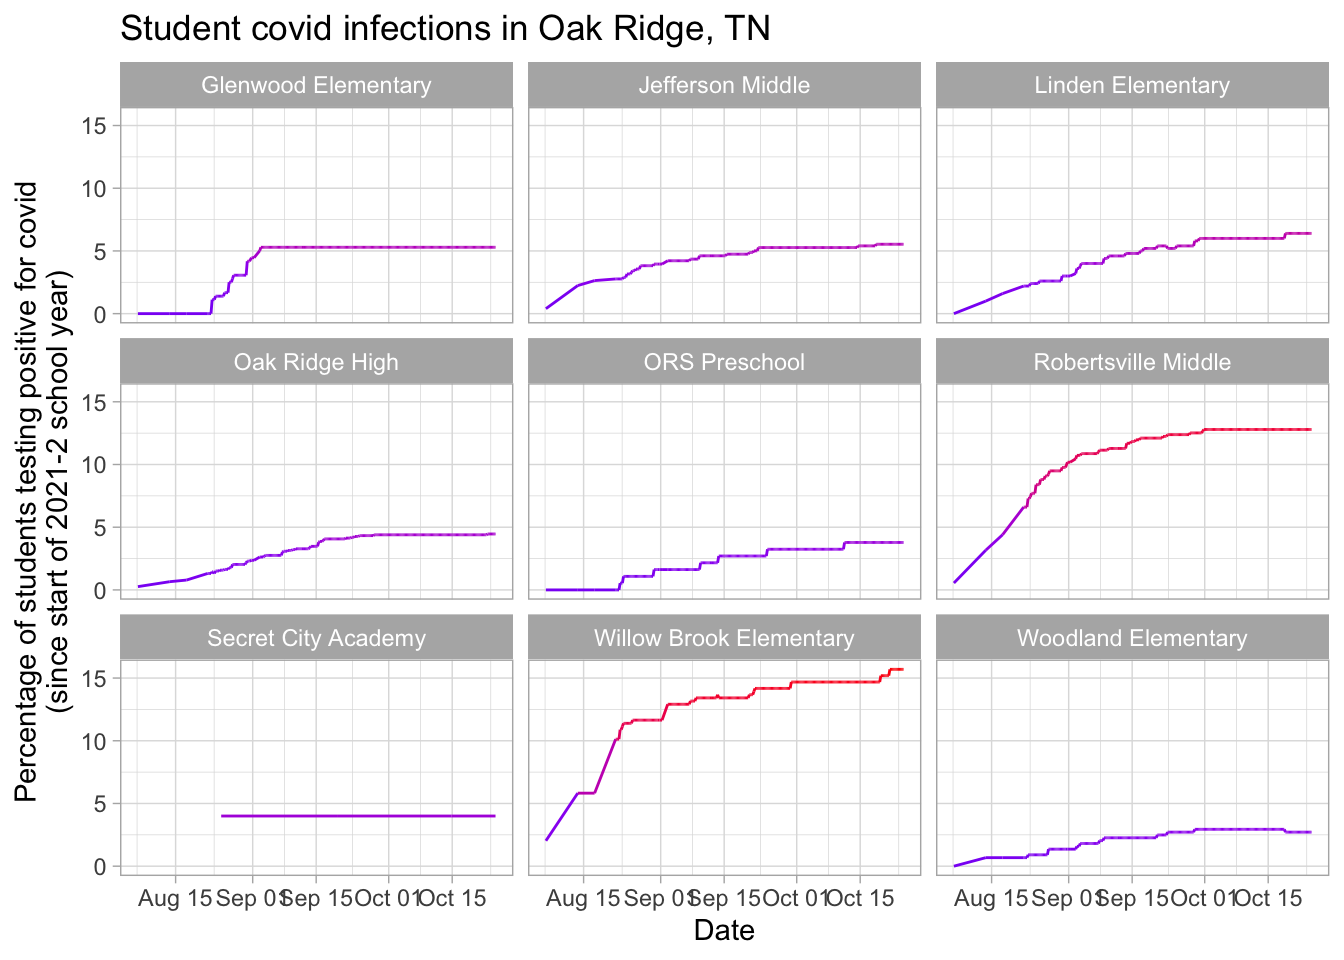 Student covid infections in Oak Ridge, TN
Glenwood Elementary
Jefferson Middle
Linden Elementary
15
10
5
0
Oak Ridge High
ORS Preschool
Robertsville Middle
15
10
5
0
Secret City Academy
Willow Brook Elementary
Woodland Elementary
15
10
5
0
Percentage of students testing positive for covid
(since start of 2021-2 school year)
Aug 15 Sep 01 Sep 15 Oct 01 Oct 15
Aug 15 Sep 01 Sep 15 Oct 01 Oct 15
Aug 15 Sep 01 Sep 15 Oct 01 Oct 15
Date